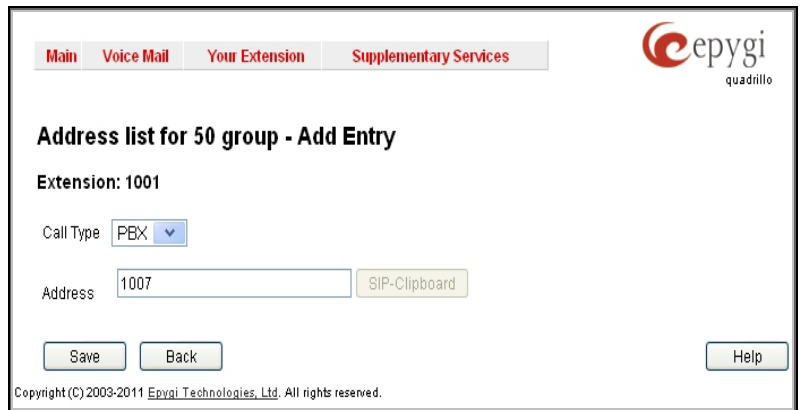 epygi
quadrillo
Main Voice Mail Your Extension Supplementary Services
Address list for 50 group - Add Entry
Extension: 1001
Call Type PBX
Address 1007 SIP-Clipboard
Save Back Help
Copyright (C) 2003-2011 Epygi Technologies, Ltd. All rights reserved.